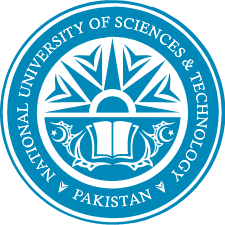 NATIONAL UNIVERSITY OF SCIENCES & TECHNOLOGY
PAKISTAN